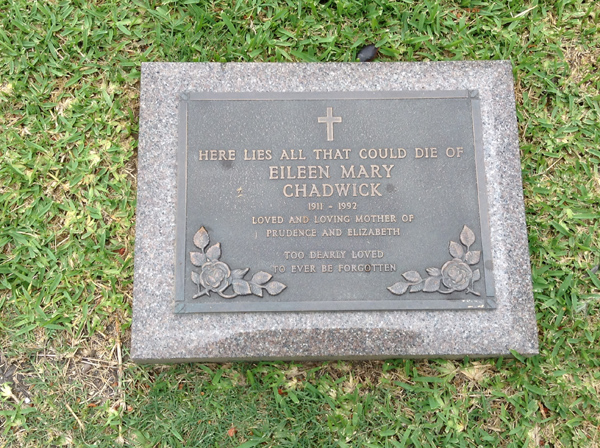 HERE LIES ALL THAT COULD DIE OF
EILEEN MARY
CHADWICK
1911 - 1992
LOVED AND LOVING MOTHER OF
PRUDENCE AND ELIZABETH
TOO DEARLY LOVED
TO EVER BE FORGOTTEN